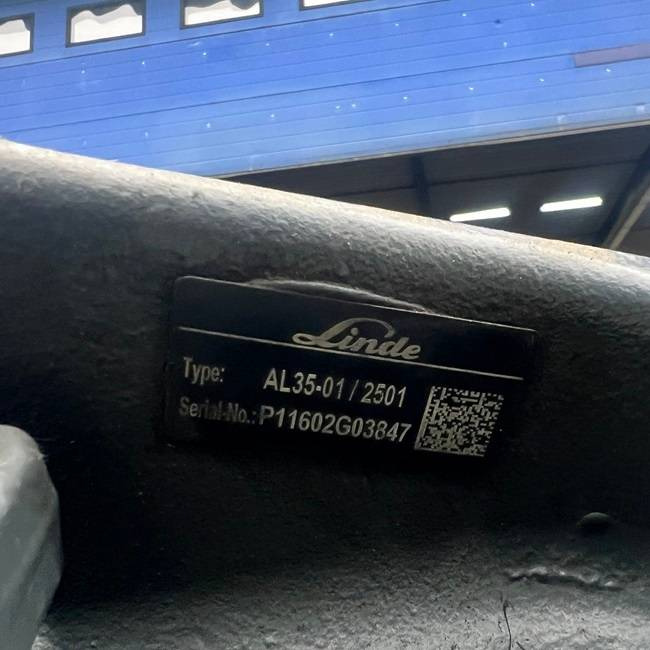 Linde
Type: AL35-01 / 2501
Serial-No.: P11602G03847